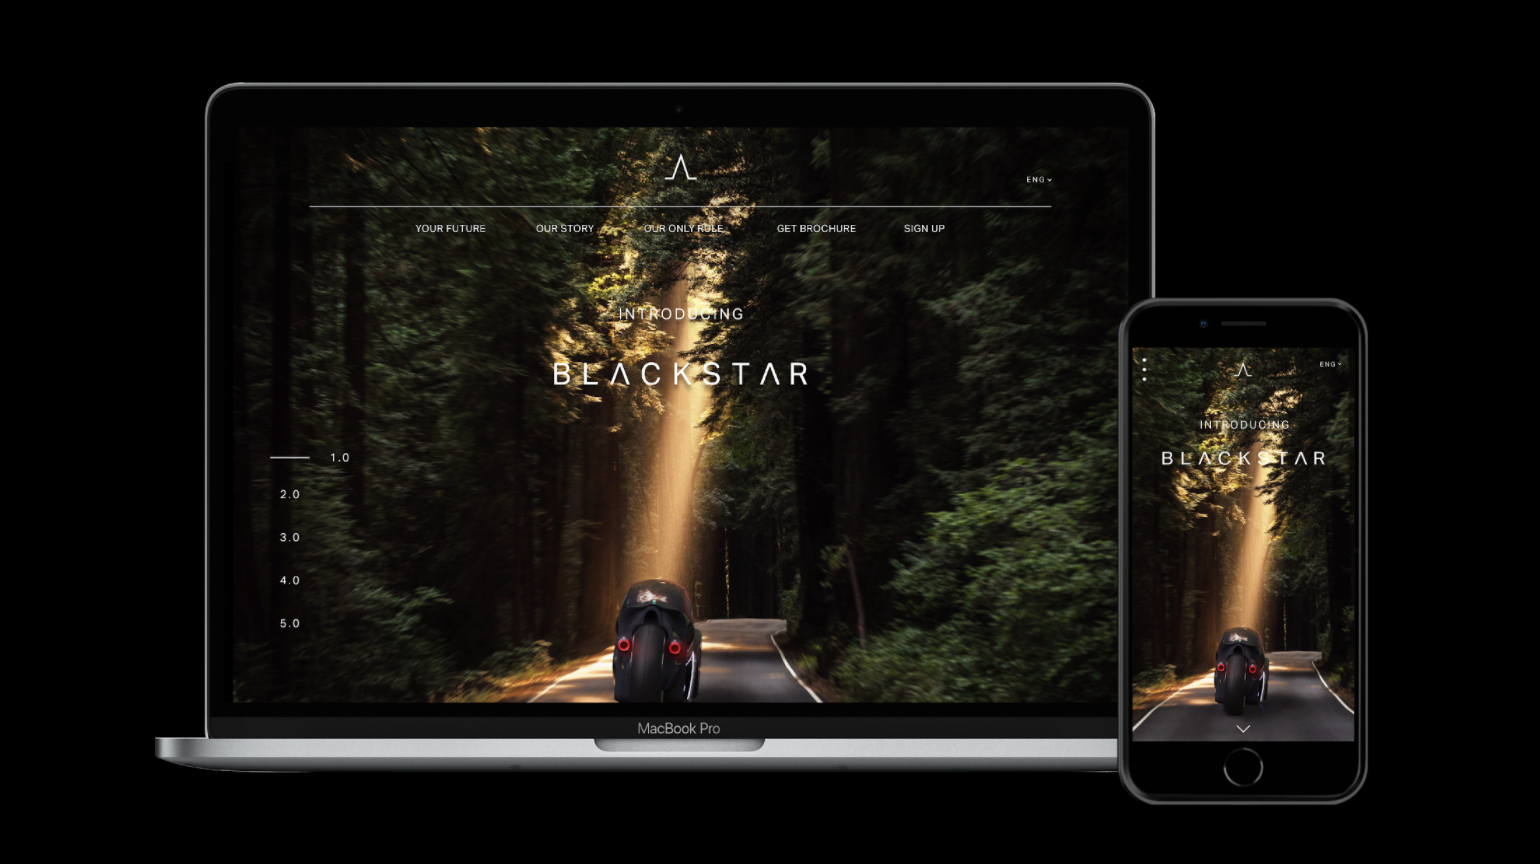 ENG
YOUR FUTURE OUR STORY OUR ONLY RULE GET BROCHURE SIGN UP
INTRODUCING
BLΛCKSTΛR
1.0
2.0
3.0
4.0
5.0
MacBook Pro
ENG
INTRODUCING
BLΛCKSTΛR